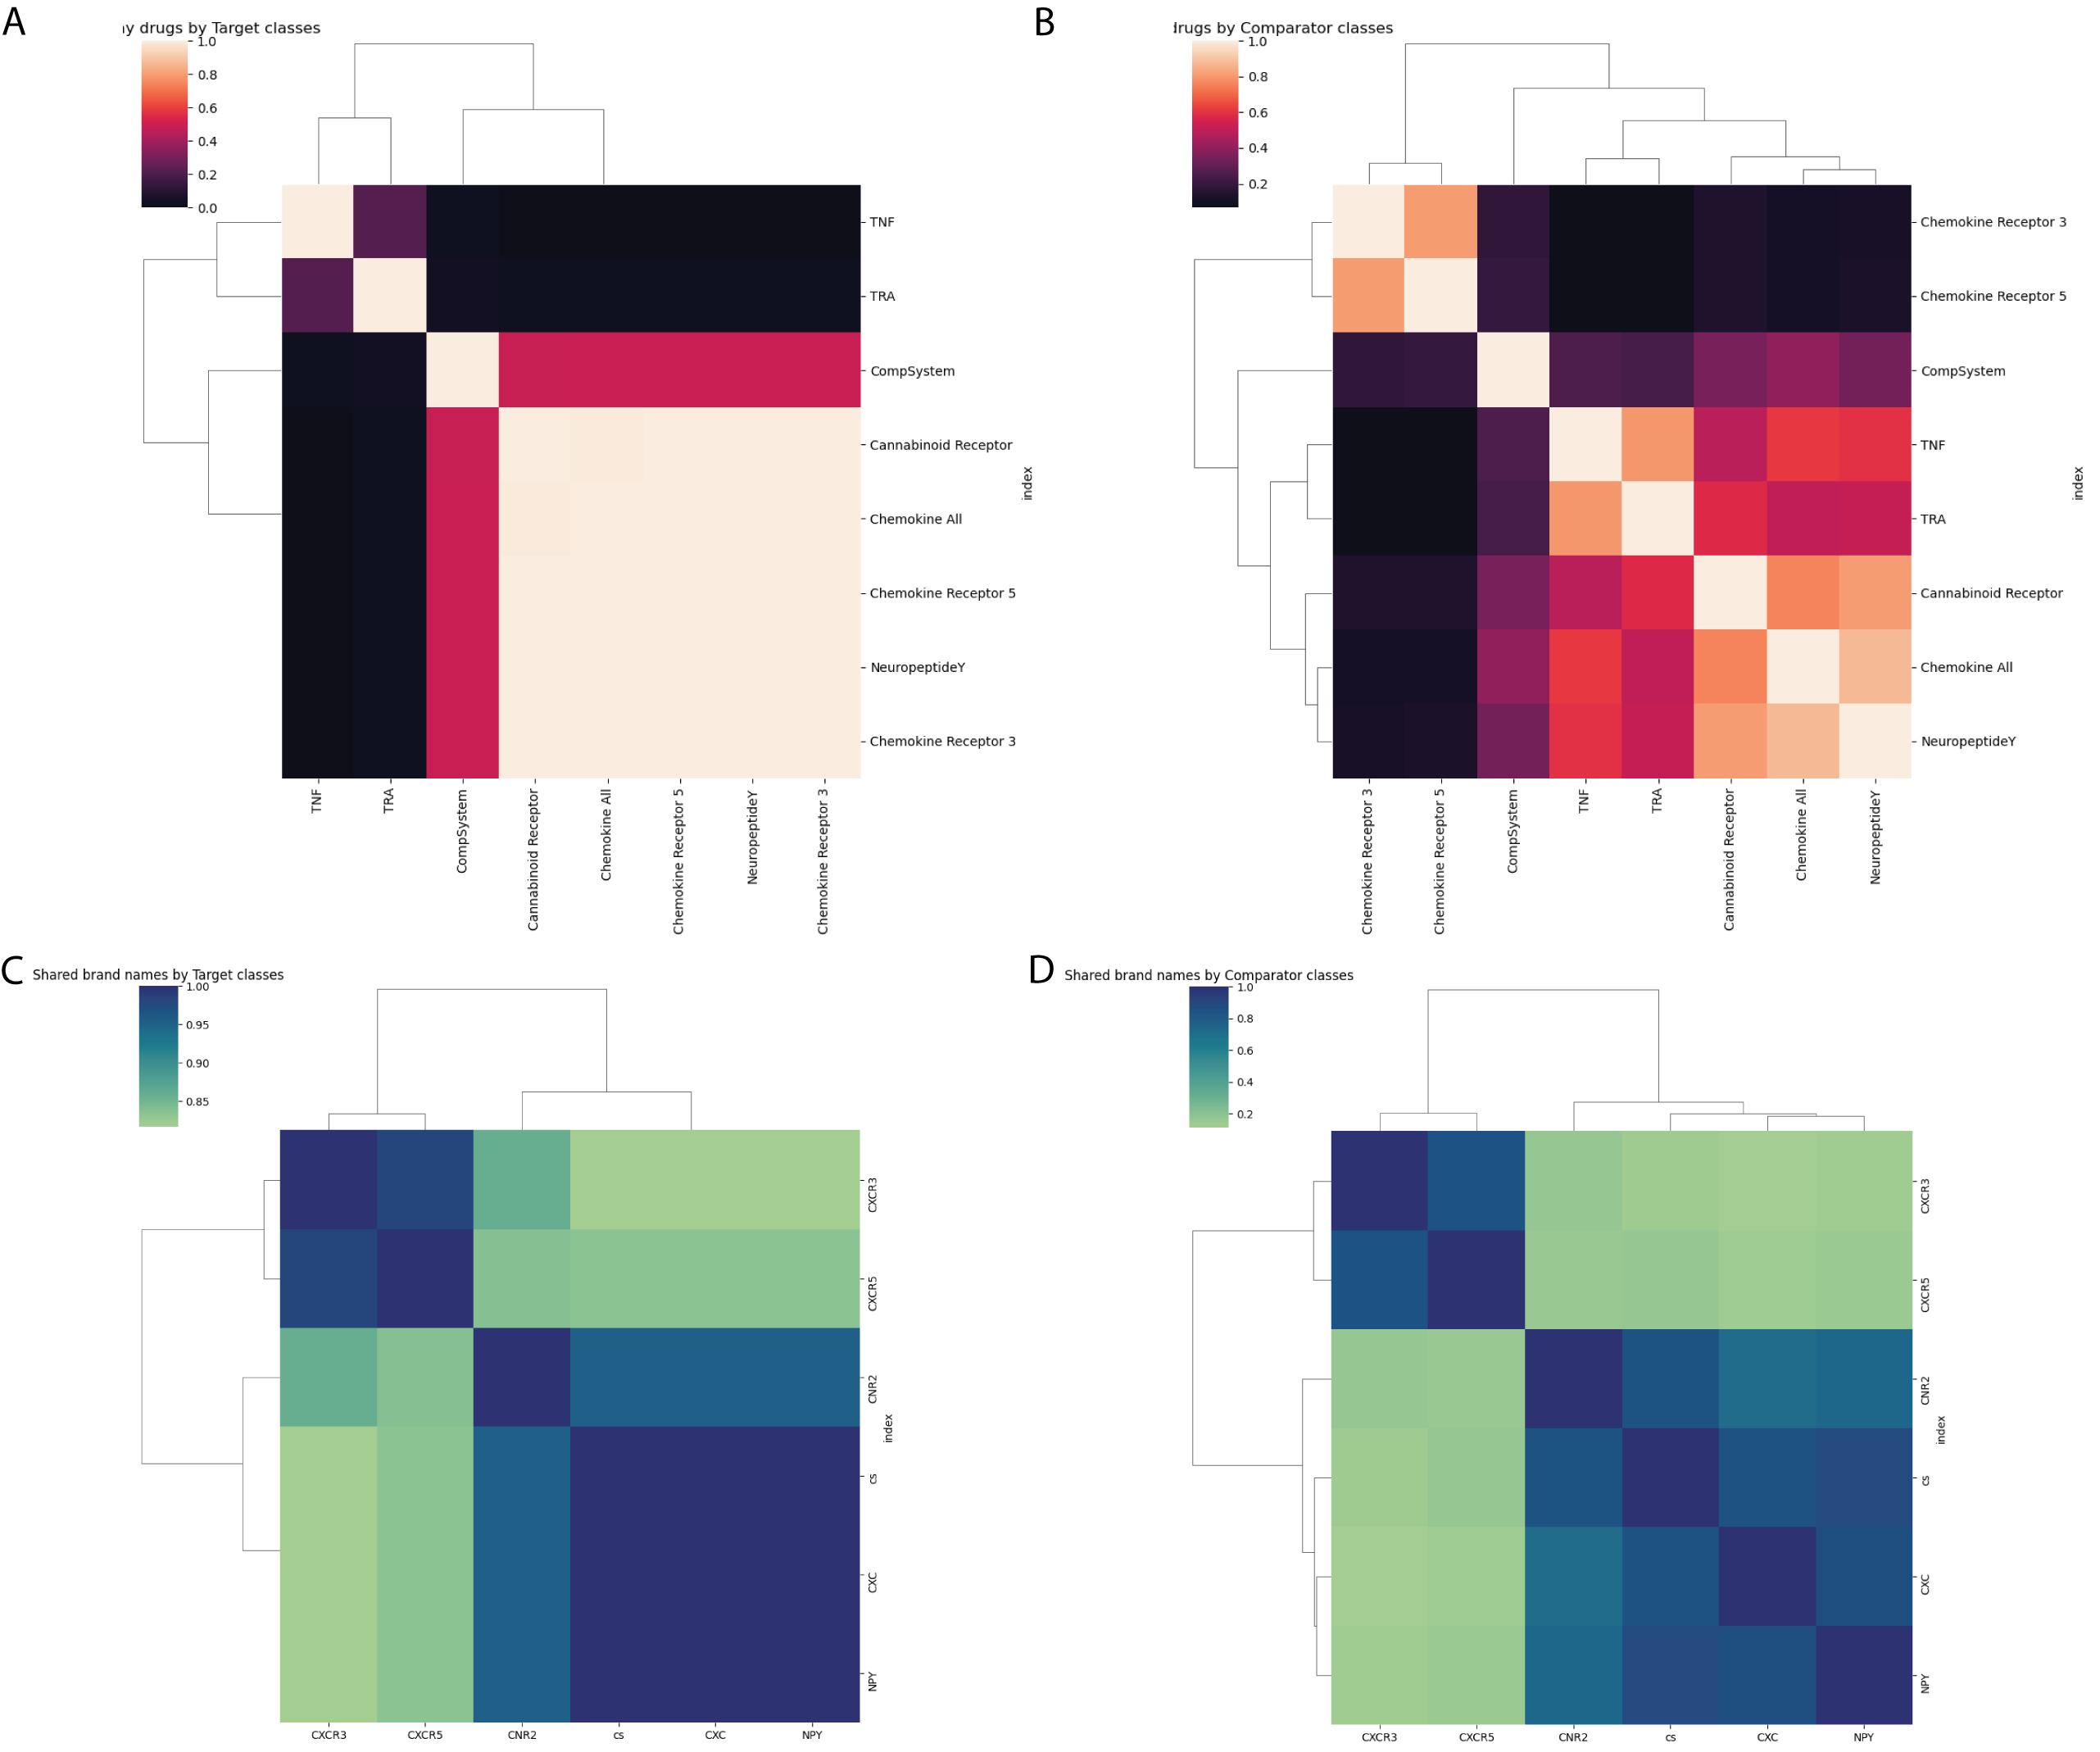 A
y drugs by Target classes
1.0
0.8
0.6
0.4
0.2
0.0
TNF
TRA
CompSystem
Cannabinoid Receptor
Chemokine All
Chemokine Receptor 5
NeuropeptideY
Chemokine Receptor 3
index
TNF
TRA
CompSystem
Cannabinoid Receptor
Chemokine All
Chemokine Receptor 5
NeuropeptideY
Chemokine Receptor 3
B
drugs by Comparator classes
1.0
0.8
0.6
0.4
0.2
Chemokine Receptor 3
Chemokine Receptor 5
CompSystem
TNF
TRA
Cannabinoid Receptor
Chemokine All
NeuropeptideY
index
Chemokine Receptor 3
Chemokine Receptor 5
CompSystem
TNF
TRA
Cannabinoid Receptor
Chemokine All
NeuropeptideY
C
Shared brand names by Target classes
1.00
0.95
0.90
0.85
CXCR3
CXCR5
CNR2
cs
CXC
NPY
index
CXCR3
CXCR5
CNR2
cs
CXC
NPY
D
Shared brand names by Comparator classes
1.0
0.8
0.6
0.4
0.2
CXCR3
CXCR5
CNR2
cs
CXC
NPY
index
CXCR3
CXCR5
CNR2
cs
CXC
NPY